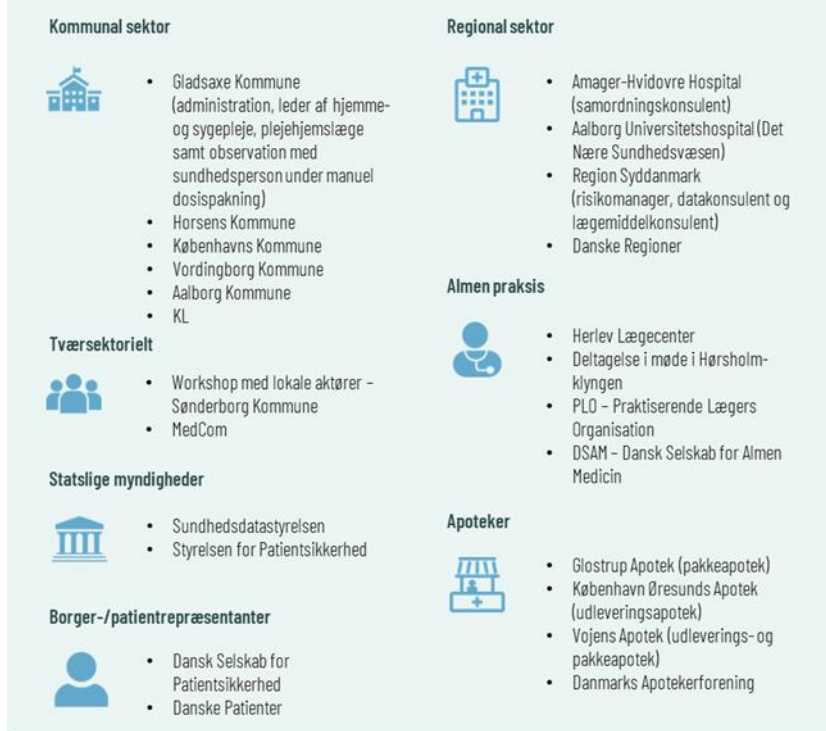 Kommunal sektor
• Gladsaxe Kommune
(administration, leder af hjemme-
og sygepleje, plejehjemslæge
samt observation med
sundhedsperson under manuel
dosispakning)
• Horsens Kommune
• Københavns Kommune
• Vordingborg Kommune
• Aalborg Kommune
• KL
Tværsektorielt
• Workshop med lokale aktører –
Sønderborg Kommune
• MedCom
Statslige myndigheder
• Sundhedsdatastyrelsen
• Styrelsen for Patientsikkerhed
Borger-/patientrepræsentanter
• Dansk Selskab for
Patientsikkerhed
• Danske Patienter
Regional sektor
• Amager-Hvidovre Hospital
(samordningskonsulent)
• Aalborg Universitetshospital (Det
Nære Sundhedsvæsen)
• Region Syddanmark
(risikomanager, datakonsulent og
lægemiddelkonsulent)
• Danske Regioner
Almen praksis
• Herlev Lægecenter
• Deltagelse i møde i Hørsholm-
klyngen
• PLO – Praktiserende Lægers
Organisation
• DSAM – Dansk Selskab for Almen
Medicin
Apoteker
• Glostrup Apotek (pakkeapotek)
• København Øresunds Apotek
(udleveringsapotek)
• Vojens Apotek (udleverings- og
pakkeapotek)
• Danmarks Apotekerforening